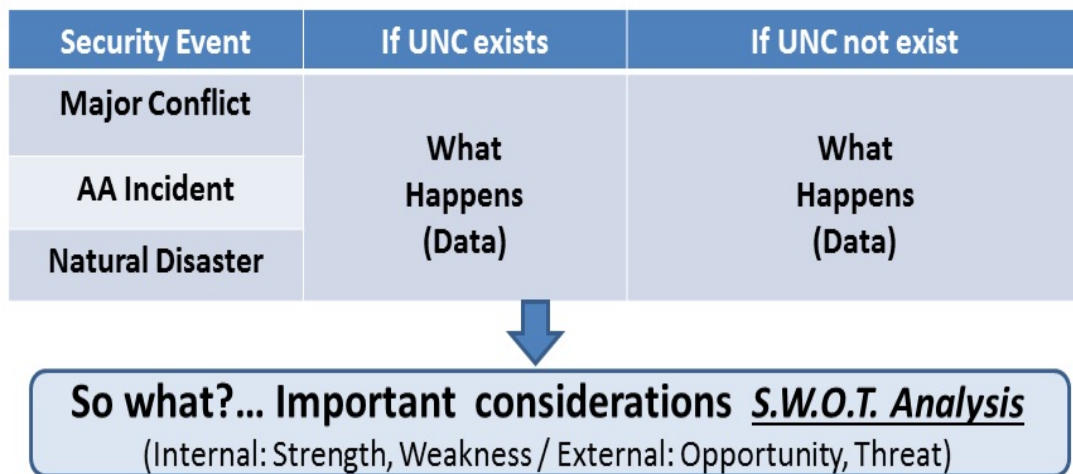 Security Event If UNC exists If UNC not exist
Major Conflict
AA Incident
Natural Disaster
What
Happens
(Data)
What
Happens
(Data)
So what?... Important considerations S.W.O.T. Analysis
(Internal: Strength, Weakness / External: Opportunity, Threat)